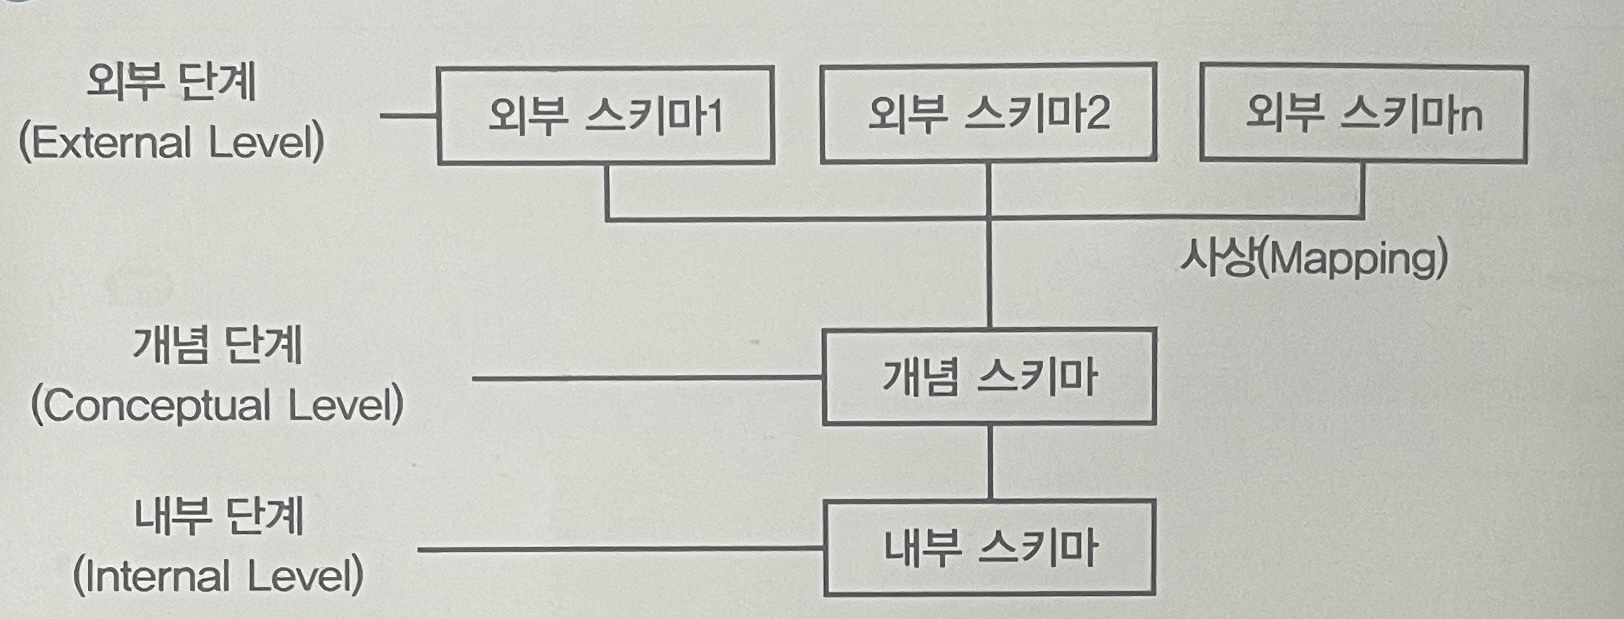 외부 단계
(External Level)
외부 스키마1
외부 스키마2
외부 스키마n
사상(Mapping)
개념 단계
(Conceptual Level)
개념 스키마
내부 단계
(Internal Level)
내부 스키마